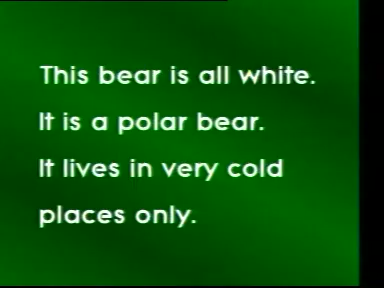 This bear is all white.
It is a polar bear.
It lives in very cold
places only.